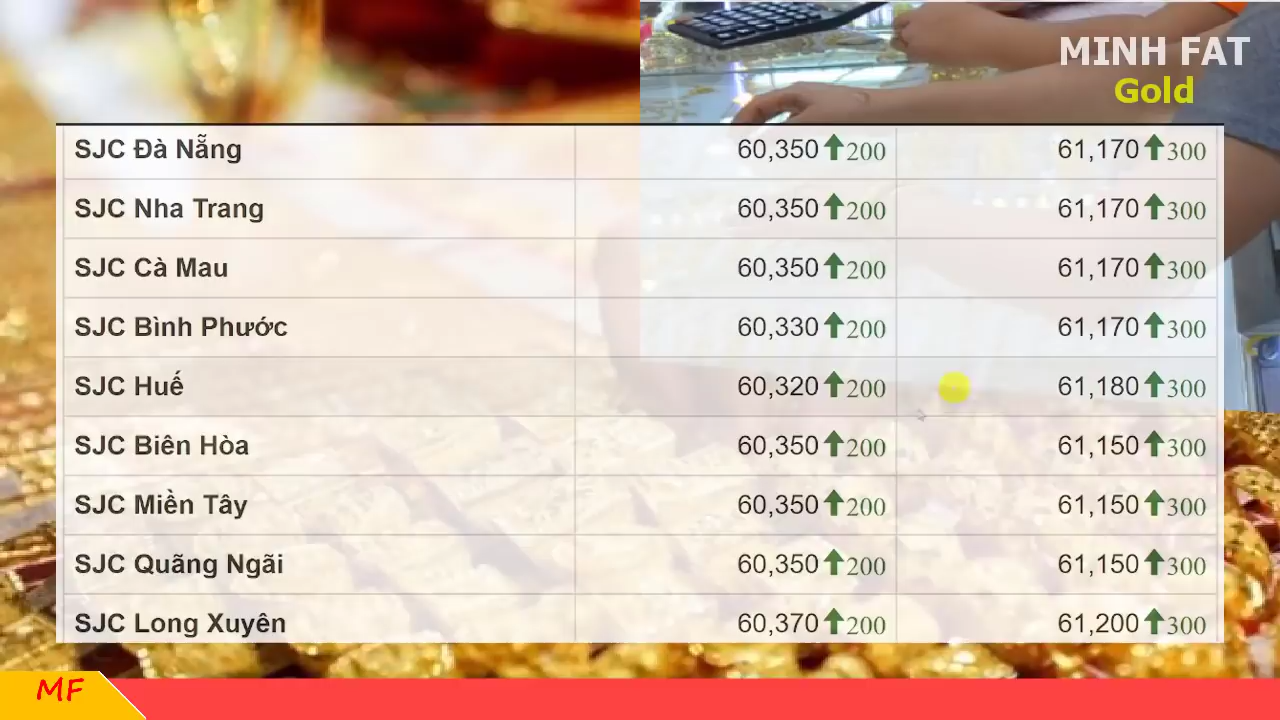 MINH FAT
Gold
SJC Đà Nẵng 60,350 200 61,170 300
SJC Nha Trang 60,350 200 61,170 300
SJC Cà Mau 60,350 200 61,170 300
SJC Bình Phước 60,330 200 61,170 300
SJC Huế 60,320 200 61,180 300
SJC Biên Hòa 60,350 200 61,150 300
SJC Miền Tây 60,350 200 61,150 300
SJC Quãng Ngãi 60,350 200 61,150 300
SJC Long Xuyên 60,370 200 61,200 300
MF